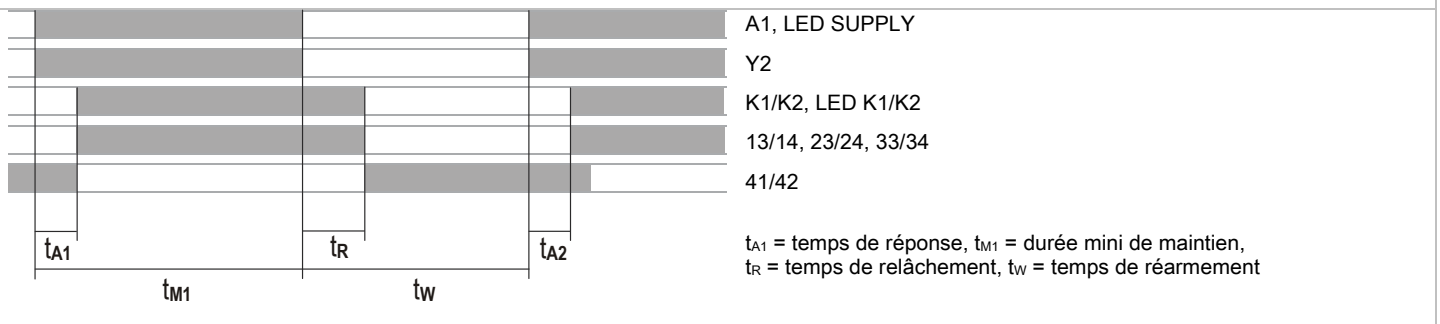 A1, LED SUPPLY
Y2
K1/K2, LED K1/K2
13/14, 23/24, 33/34
41/42
tA1
tR
tA2
tM1
tW
tA1 = temps de réponse, tM1 = durée mini de maintien,
tR = temps de relâchement, tW = temps de réarmement